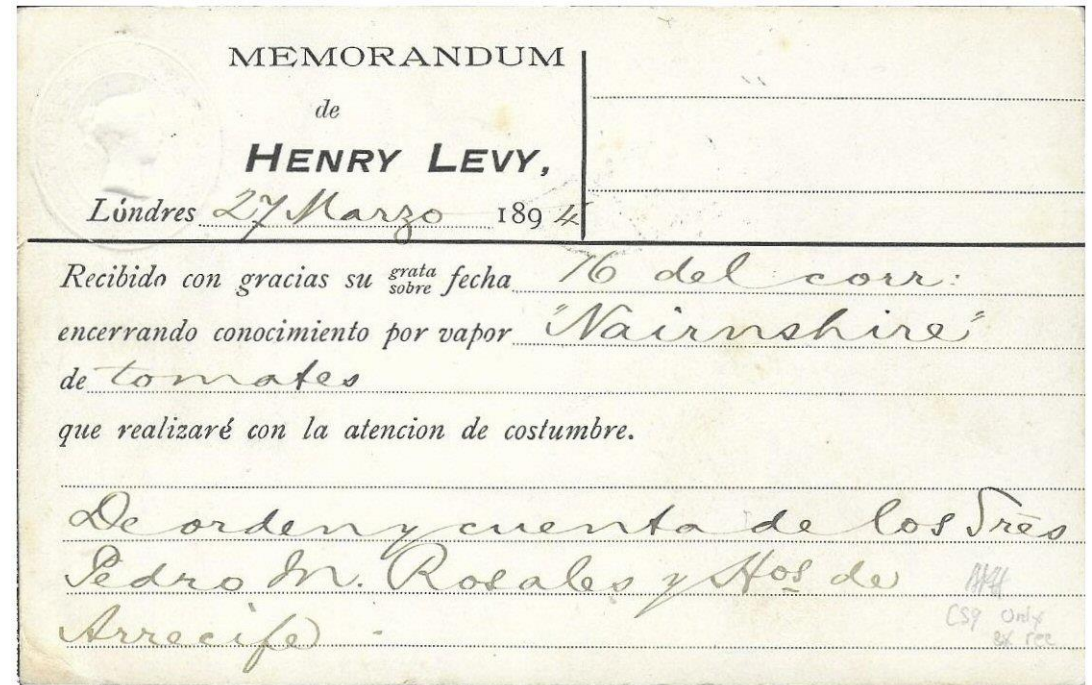 MEMORANDUM
de
HENRY LEVY,
Lóndres 27 Marzo 1894
Recibido con gracias su grata sobre fecha 16 del corr:
encerrando conocimiento por vapor "Nairnshire"
de tomates
que realizaré con la atencion de costumbre.
De orden y cuenta de los Sres
Pedro M. Rosales y Hos de
Arrecife.
CS9 Only